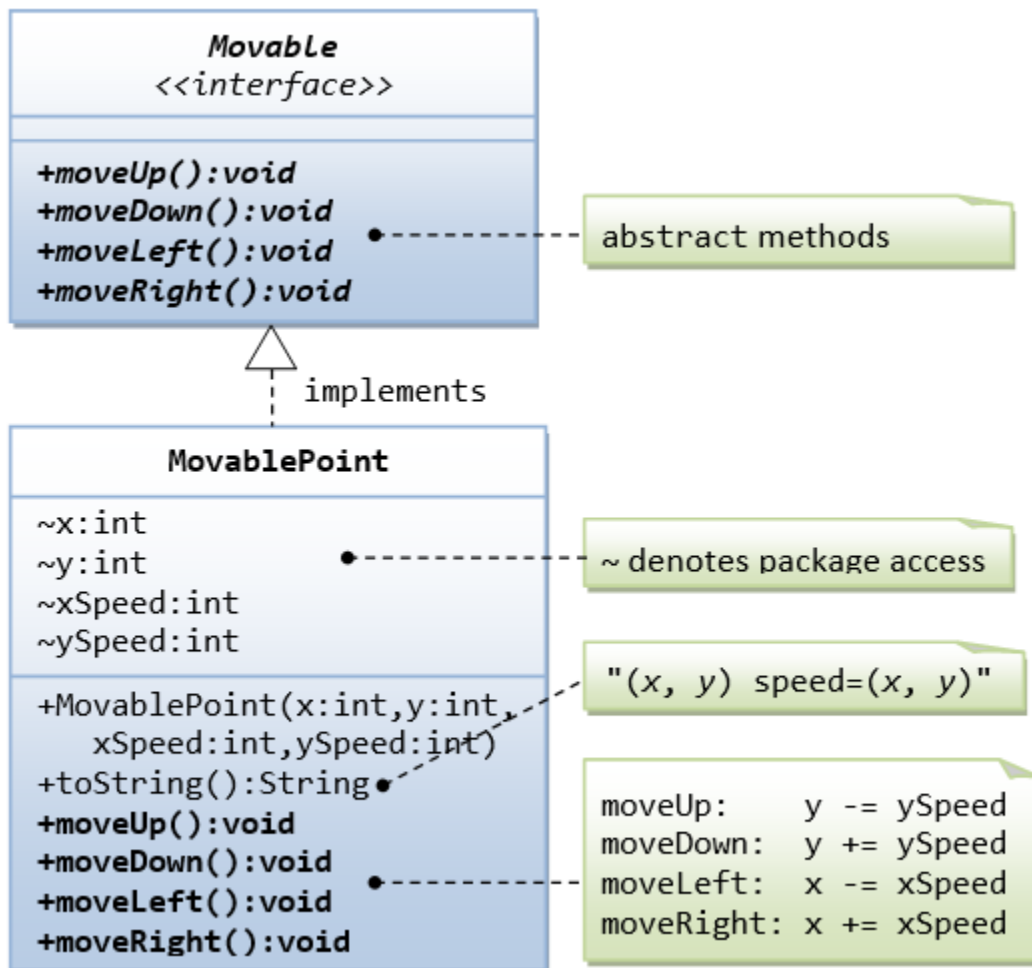 Movable
<<interface>>
+moveUp():void
+moveDown():void
+moveLeft():void
+moveRight():void
abstract methods
implements
MovablePoint
~x:int
~y:int
~xSpeed:int
~ySpeed:int
~ denotes package access
+MovablePoint(x:int,y:int,
xSpeed:int,ySpeed:int)
+toString():String
+moveUp():void
+moveDown():void
+moveLeft():void
+moveRight():void
"(x, y) speed=(x, y)"
moveUp: y -= ySpeed
moveDown: y += ySpeed
moveLeft: x -= xSpeed
moveRight: x += xSpeed